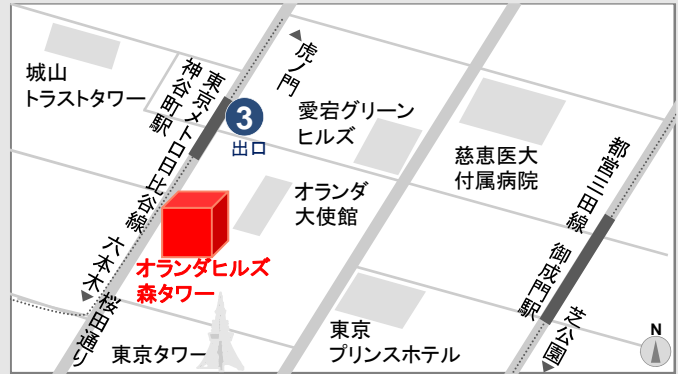 城山
トラストタワー
東京メトロ日比谷線
神谷町駅
虎ノ門
3
出口
愛宕グリーン
ヒルズ
慈恵医大
付属病院
都営三田線 御成門駅
オランダ
大使館
オランダヒルズ
森タワー
六本木
桜田通り
東京タワー
東京
プリンスホテル
芝公園
N